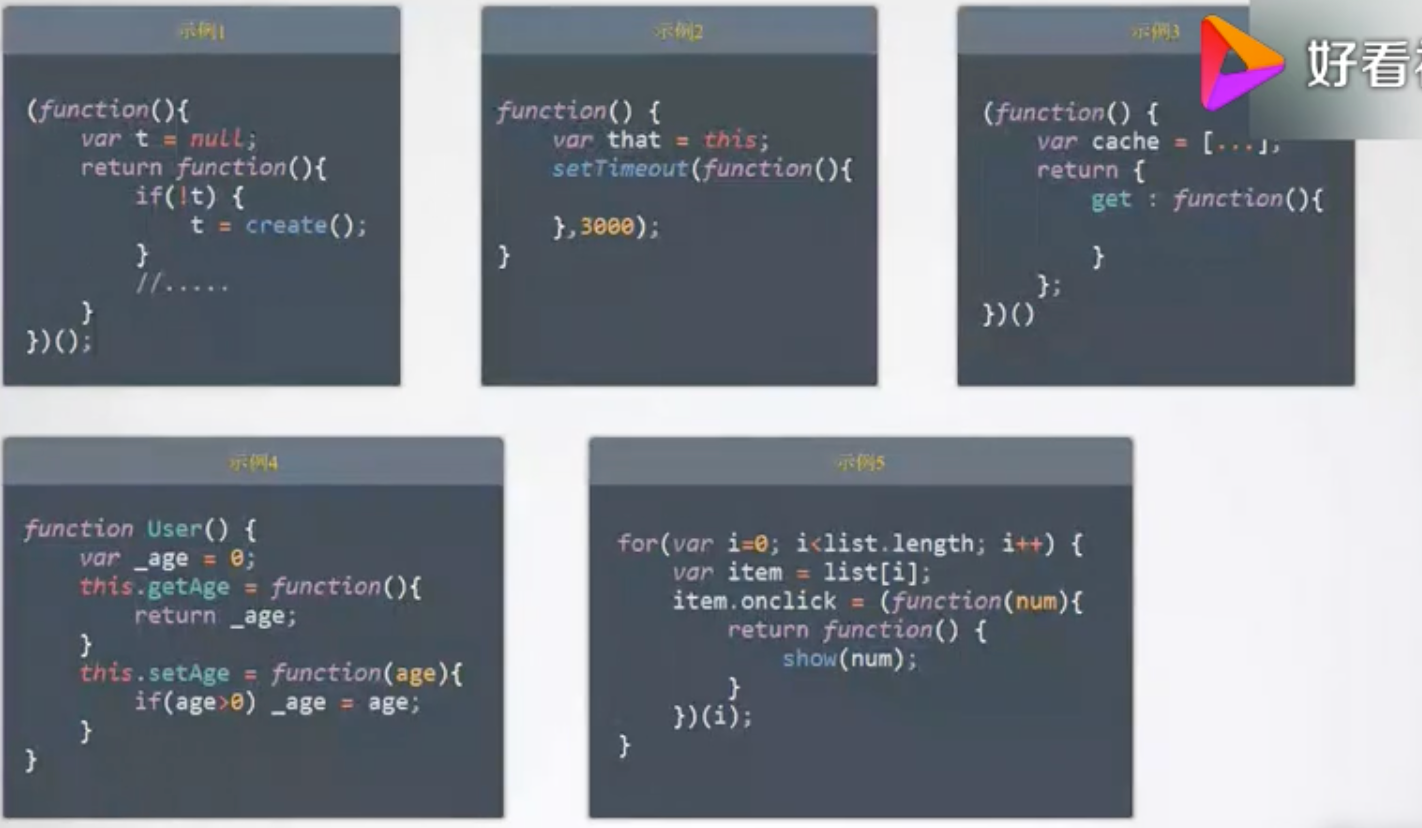 示例1
(function(){
    var t = null;
    return function(){
        if(!t) {
            t = create();
        }
        //.....
    }
})();
示例2
function() {
    var that = this;
    setTimeout(function(){
    },3000);
}
示例3
(function() {
    var cache = [...],
    return {
        get : function(){
        }
    };
})()
好看
示例4
function User() {
    var _age = 0;
    this.getAge = function(){
        return _age;
    }
    this.setAge = function(age){
        if(age>0) _age = age;
    }
}
示例5
for(var i=0; i<list.length; i++) {
    var item = list[i];
    item.onclick = (function(num){
        return function() {
            show(num);
        }
    })(i);
}